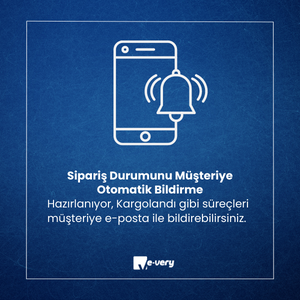 Sipariş Durumunu Müşteriye
Otomatik Bildirme
Hazırlanıyor, Kargolandı gibi süreçleri
müşteriye e-posta ile bildirebilirsiniz.
e-very